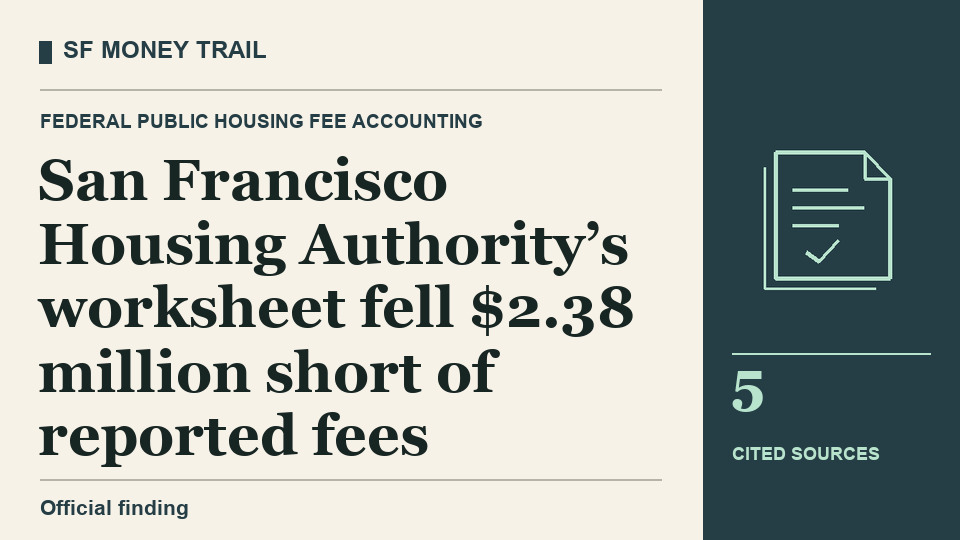 SF MONEY TRAIL
FEDERAL PUBLIC HOUSING FEE ACCOUNTING
San Francisco
Housing Authority’s
worksheet fell $2.38
million short of
reported fees
Official finding
5
CITED SOURCES